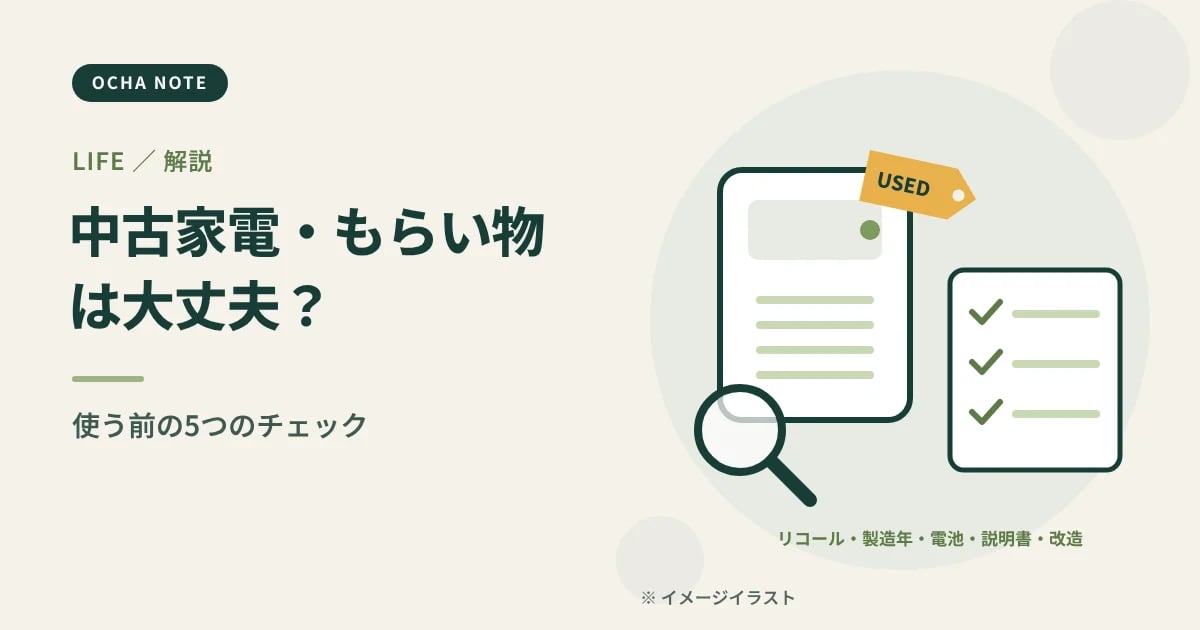 OCHA NOTE
LIFE ／ 解説
中古家電・もらい物
は大丈夫？
使う前の5つのチェック
USED
リコール・製造年・電池・説明書・改造
※ イメージイラスト